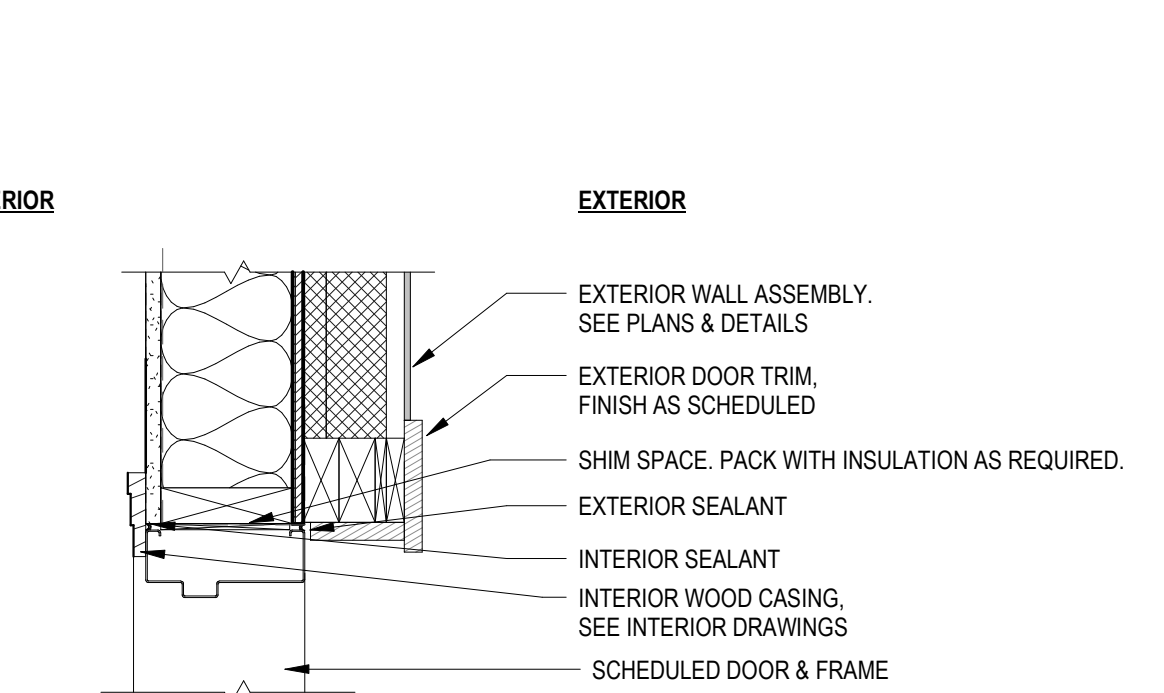 ERIOR
EXTERIOR
EXTERIOR WALL ASSEMBLY.
SEE PLANS & DETAILS
EXTERIOR DOOR TRIM,
FINISH AS SCHEDULED
SHIM SPACE. PACK WITH INSULATION AS REQUIRED.
EXTERIOR SEALANT
INTERIOR SEALANT
INTERIOR WOOD CASING,
SEE INTERIOR DRAWINGS
SCHEDULED DOOR & FRAME